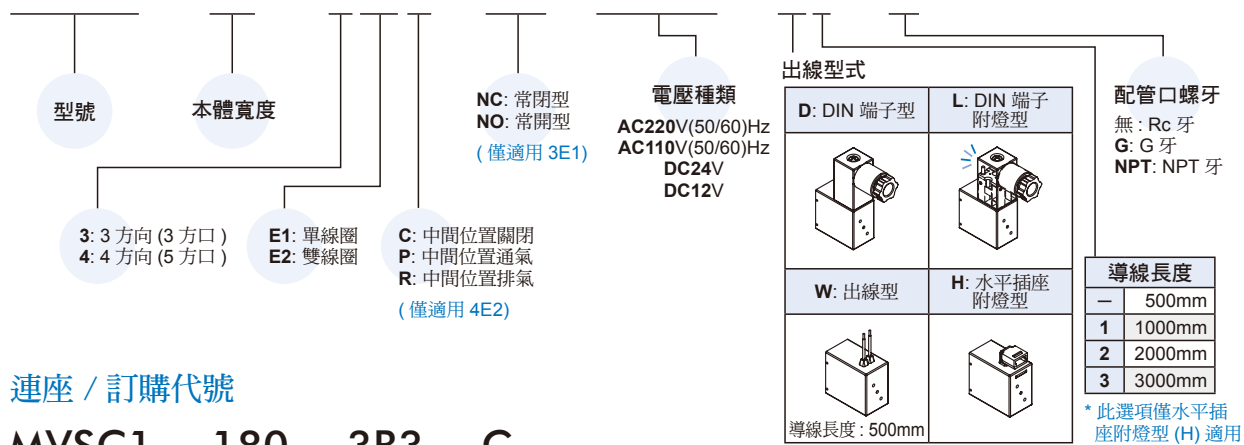 型號
本體寬度
3: 3 方向 (3 方口 )
4: 4 方向 (5 方口 )
E1: 單線圈
E2: 雙線圈
C: 中間位置關閉
P: 中間位置通氣
R: 中間位置排氣
( 僅適用 4E2)
NC: 常閉型
NO: 常開型
( 僅適用 3E1)
電壓種類
AC220V(50/60)Hz
AC110V(50/60)Hz
DC24V
DC12V
出線型式
D: DIN 端子型
L: DIN 端子
附燈型
W: 出線型
H: 水平插座
附燈型
導線長度 : 500mm
導線長度
— 500mm
1 1000mm
2 2000mm
3 3000mm
* 此選項僅水平插
座附燈型 (H) 適用
配管口螺牙
無 : Rc 牙
G: G 牙
NPT: NPT 牙
連座 / 訂購代號